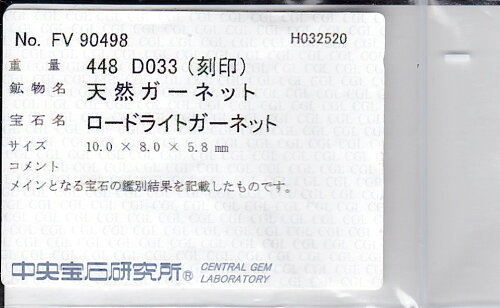 No. FV 90498 H032520
重量 448 D033 (刻印)
鉱物名 天然ガーネット
宝石名 ロードライトガーネット
サイズ 10.0 × 8.0 × 5.8 mm
コメント
メインとなる宝石の鑑別結果を記載したものです。
中央宝石研究所® CENTRAL GEM
LABORATORY